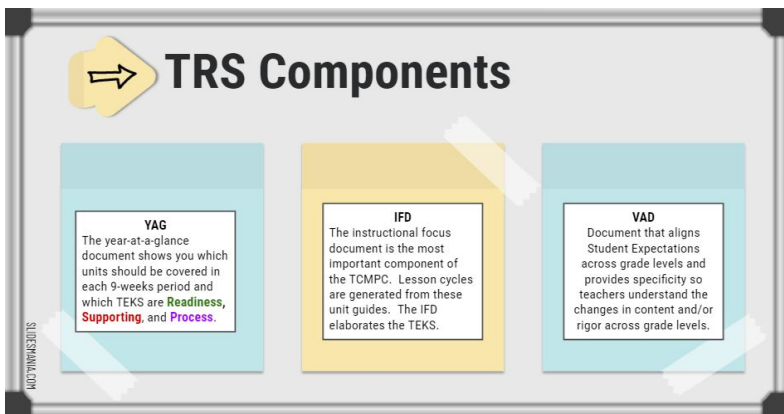 TRS Components
YAG
The year-at-a-glance
document shows you which
units should be covered in
each 9-weeks period and
which TEKS are Readiness,
Supporting, and Process.
IFD
The instructional focus
document is the most
important component of
the TCMPC. Lesson cycles
are generated from these
unit guides. The IFD
elaborates the TEKS.
VAD
Document that aligns
Student Expectations
across grade levels and
provides specificity so
teachers understand the
changes in content and/or
rigor across grade levels.
SLIDESMANIA.COM